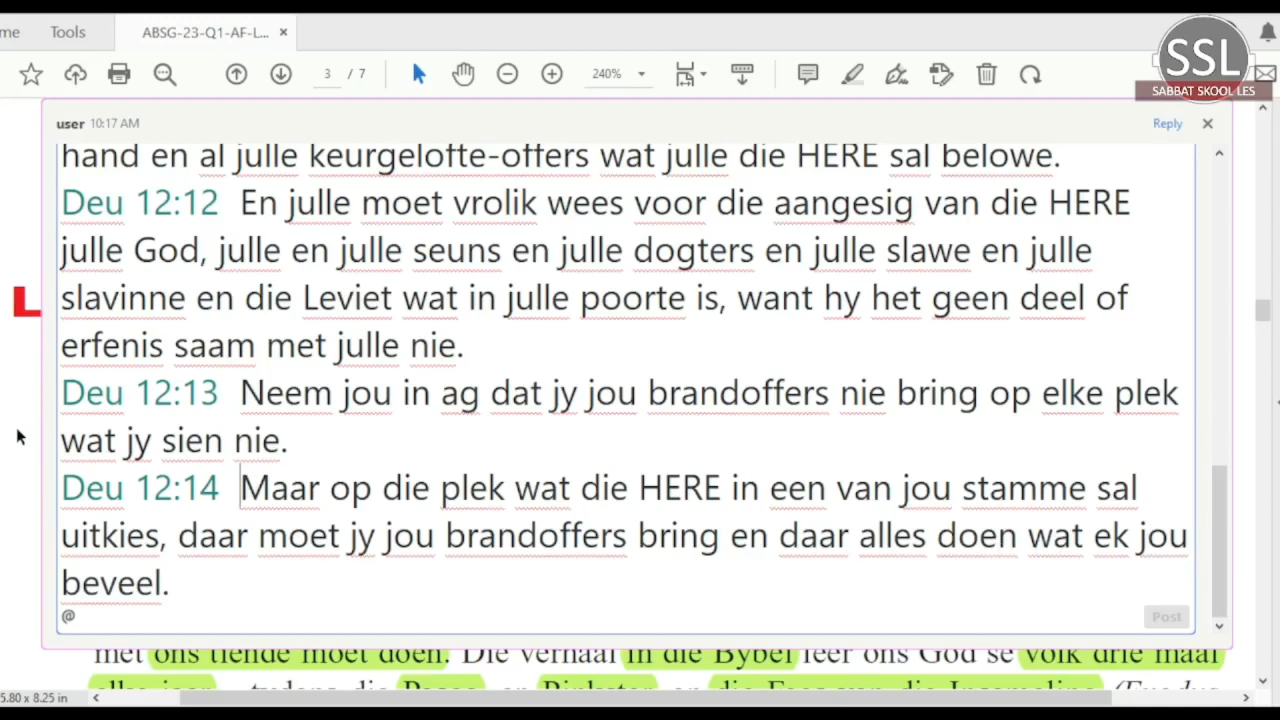 me Tools ABSG-23-Q1-AF-L... ×
SSL
SABBAT SKOOL LES
3 / 7 240%
user 10:17 AM Reply
hand en al julle keurgelofte-offers wat julle die HERE sal belowe.
Deu 12:12 En julle moet vrolik wees voor die aangesig van die HERE
julle God, julle en julle seuns en julle dogters en julle slawe en julle
slavinne en die Leviet wat in julle poorte is, want hy het geen deel of
erfenis saam met julle nie.
Deu 12:13 Neem jou in ag dat jy jou brandoffers nie bring op elke plek
wat jy sien nie.
Deu 12:14 Maar op die plek wat die HERE in een van jou stamme sal
uitkies, daar moet jy jou brandoffers bring en daar alles doen wat ek jou
beveel.
@ Post
L
met ons tiende moet doen. Die verhaal in die Bybel leer ons God se volk drie maal
5.80 x 8.25 in